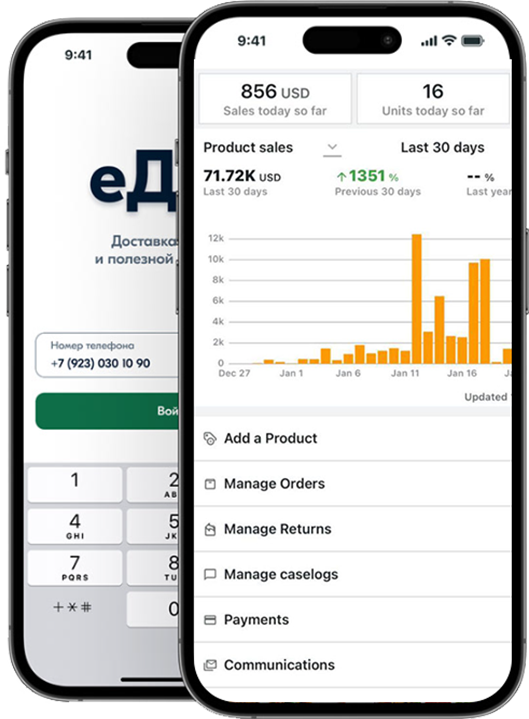 9:41
еД
Доставка
и полезной
Номер телефона
+7 (923) 030 10 90
Вой
1
2
AB
4
GHI
5
JK
7
PQRS
8
TU
+*#
0
9:41
856 USD
Sales today so far
16
Units today so far
Product sales
Last 30 days
71.72K USD
Last 30 days
↑1351 %
Previous 30 days
-- %
Last year
12k
10k
8k
6k
4k
2k
0
Dec 27
Jan 1
Jan 6
Jan 11
Jan 16
Ja
Updated
Add a Product
Manage Orders
Manage Returns
Manage caselogs
Payments
Communications